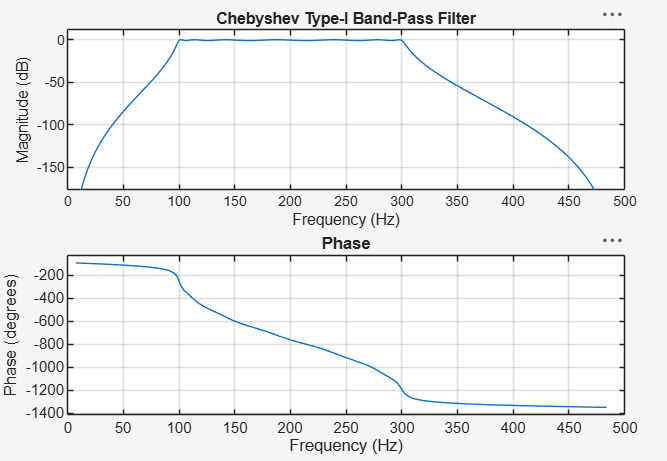 Chebyshev Type-I Band-Pass Filter
0
-50
-100
-150
Magnitude (dB)
0 50 100 150 200 250 300 350 400 450 500
Frequency (Hz)
Phase
-200
-400
-600
-800
-1000
-1200
-1400
Phase (degrees)
0 50 100 150 200 250 300 350 400 450 500
Frequency (Hz)